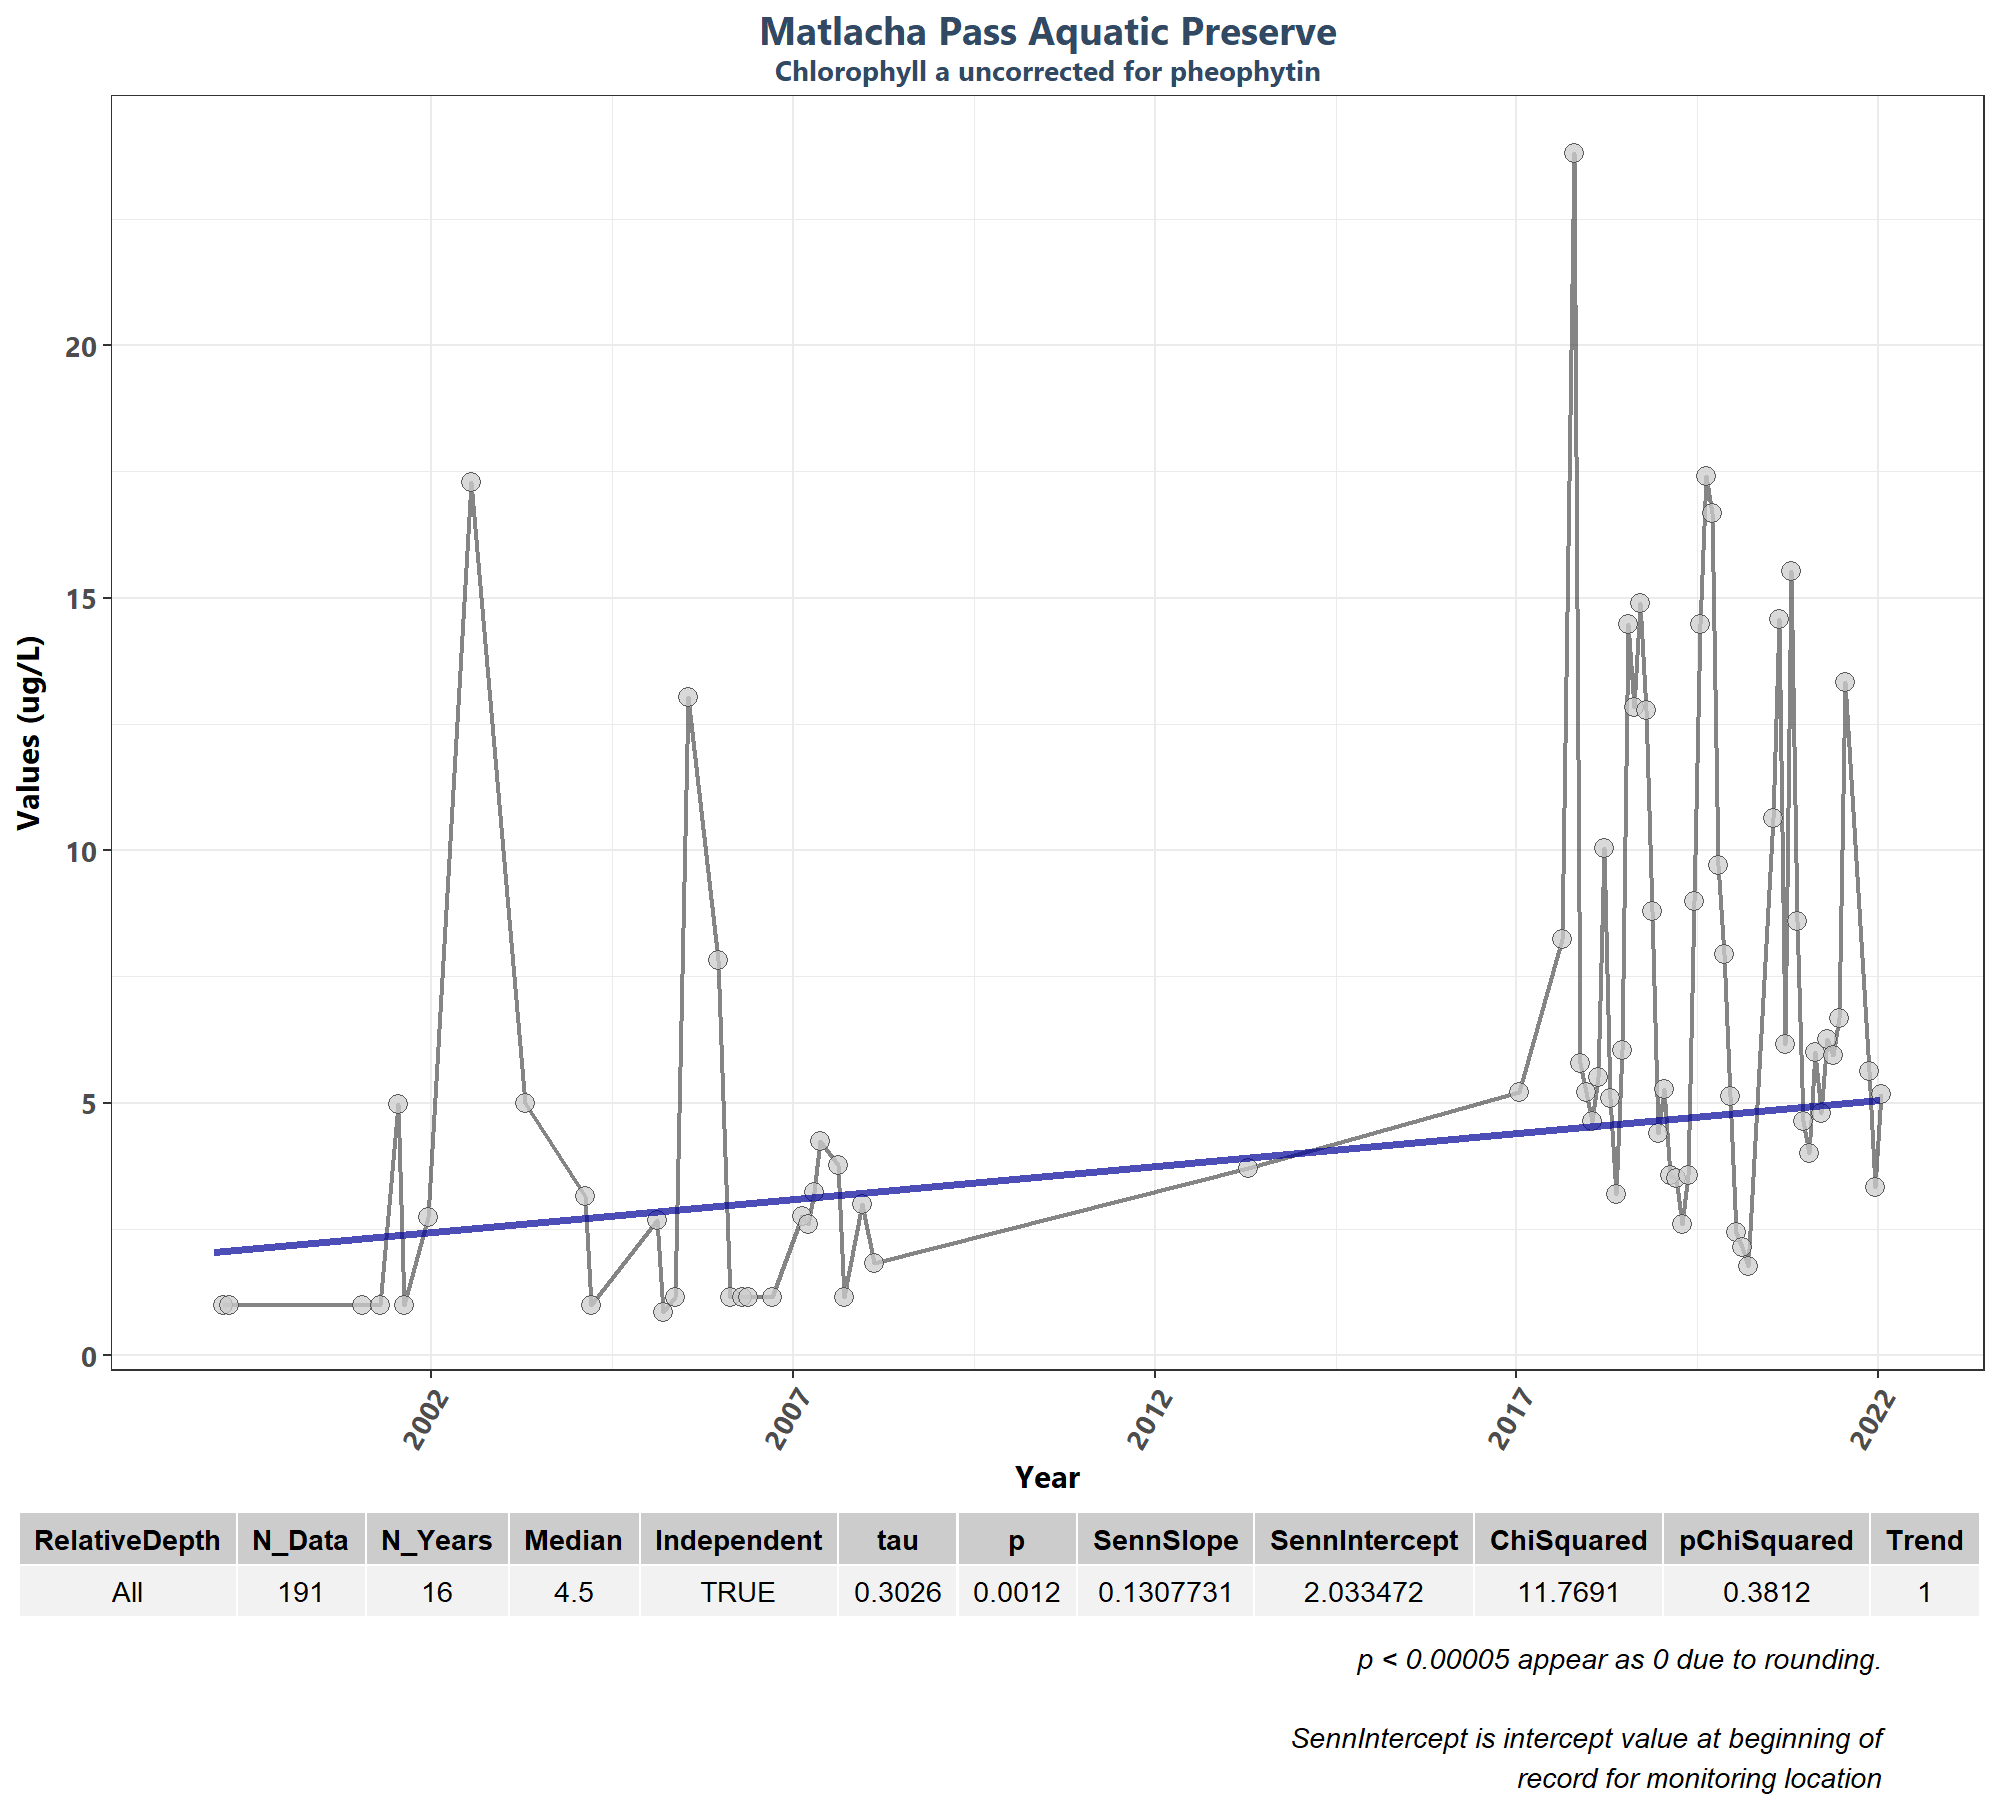 Matlacha Pass Aquatic Preserve
Chlorophyll a uncorrected for pheophytin
Values (ug/L)
20
15
10
5
0
2002 2007 2012 2017 2022
Year
RelativeDepth N_Data N_Years Median Independent tau p SennSlope SennIntercept ChiSquared pChiSquared Trend
All 191 16 4.5 TRUE 0.3026 0.0012 0.1307731 2.033472 11.7691 0.3812 1
p < 0.00005 appear as 0 due to rounding.
SennIntercept is intercept value at beginning of
record for monitoring location